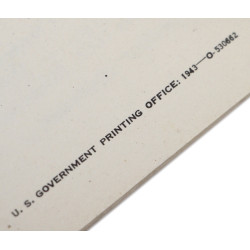 U. S. GOVERNMENT PRINTING OFFICE: 1943—O-530662